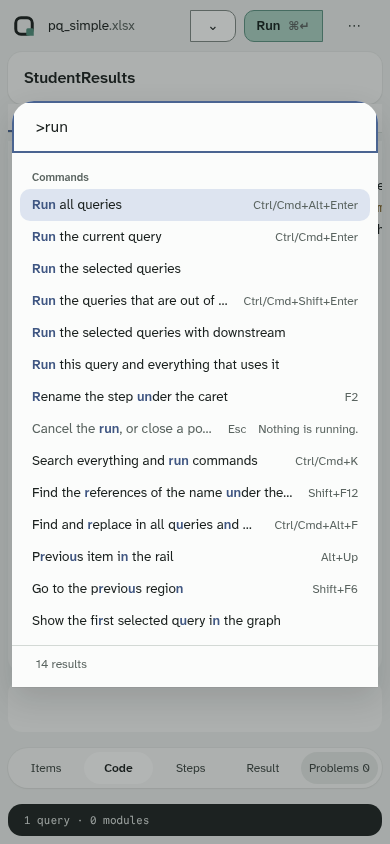 pq_simple.xlsx
Run ⌘↵
StudentResults
>run
Commands
Run all queries Ctrl/Cmd+Alt+Enter
Run the current query Ctrl/Cmd+Enter
Run the selected queries
Run the queries that are out of ... Ctrl/Cmd+Shift+Enter
Run the selected queries with downstream
Run this query and everything that uses it
Rename the step under the caret F2
Cancel the run, or close a po... Esc Nothing is running.
Search everything and run commands Ctrl/Cmd+K
Find the references of the name under the... Shift+F12
Find and replace in all queries and ... Ctrl/Cmd+Alt+F
Previous item in the rail Alt+Up
Go to the previous region Shift+F6
Show the first selected query in the graph
14 results
Items Code Steps Result Problems 0
1 query · 0 modules